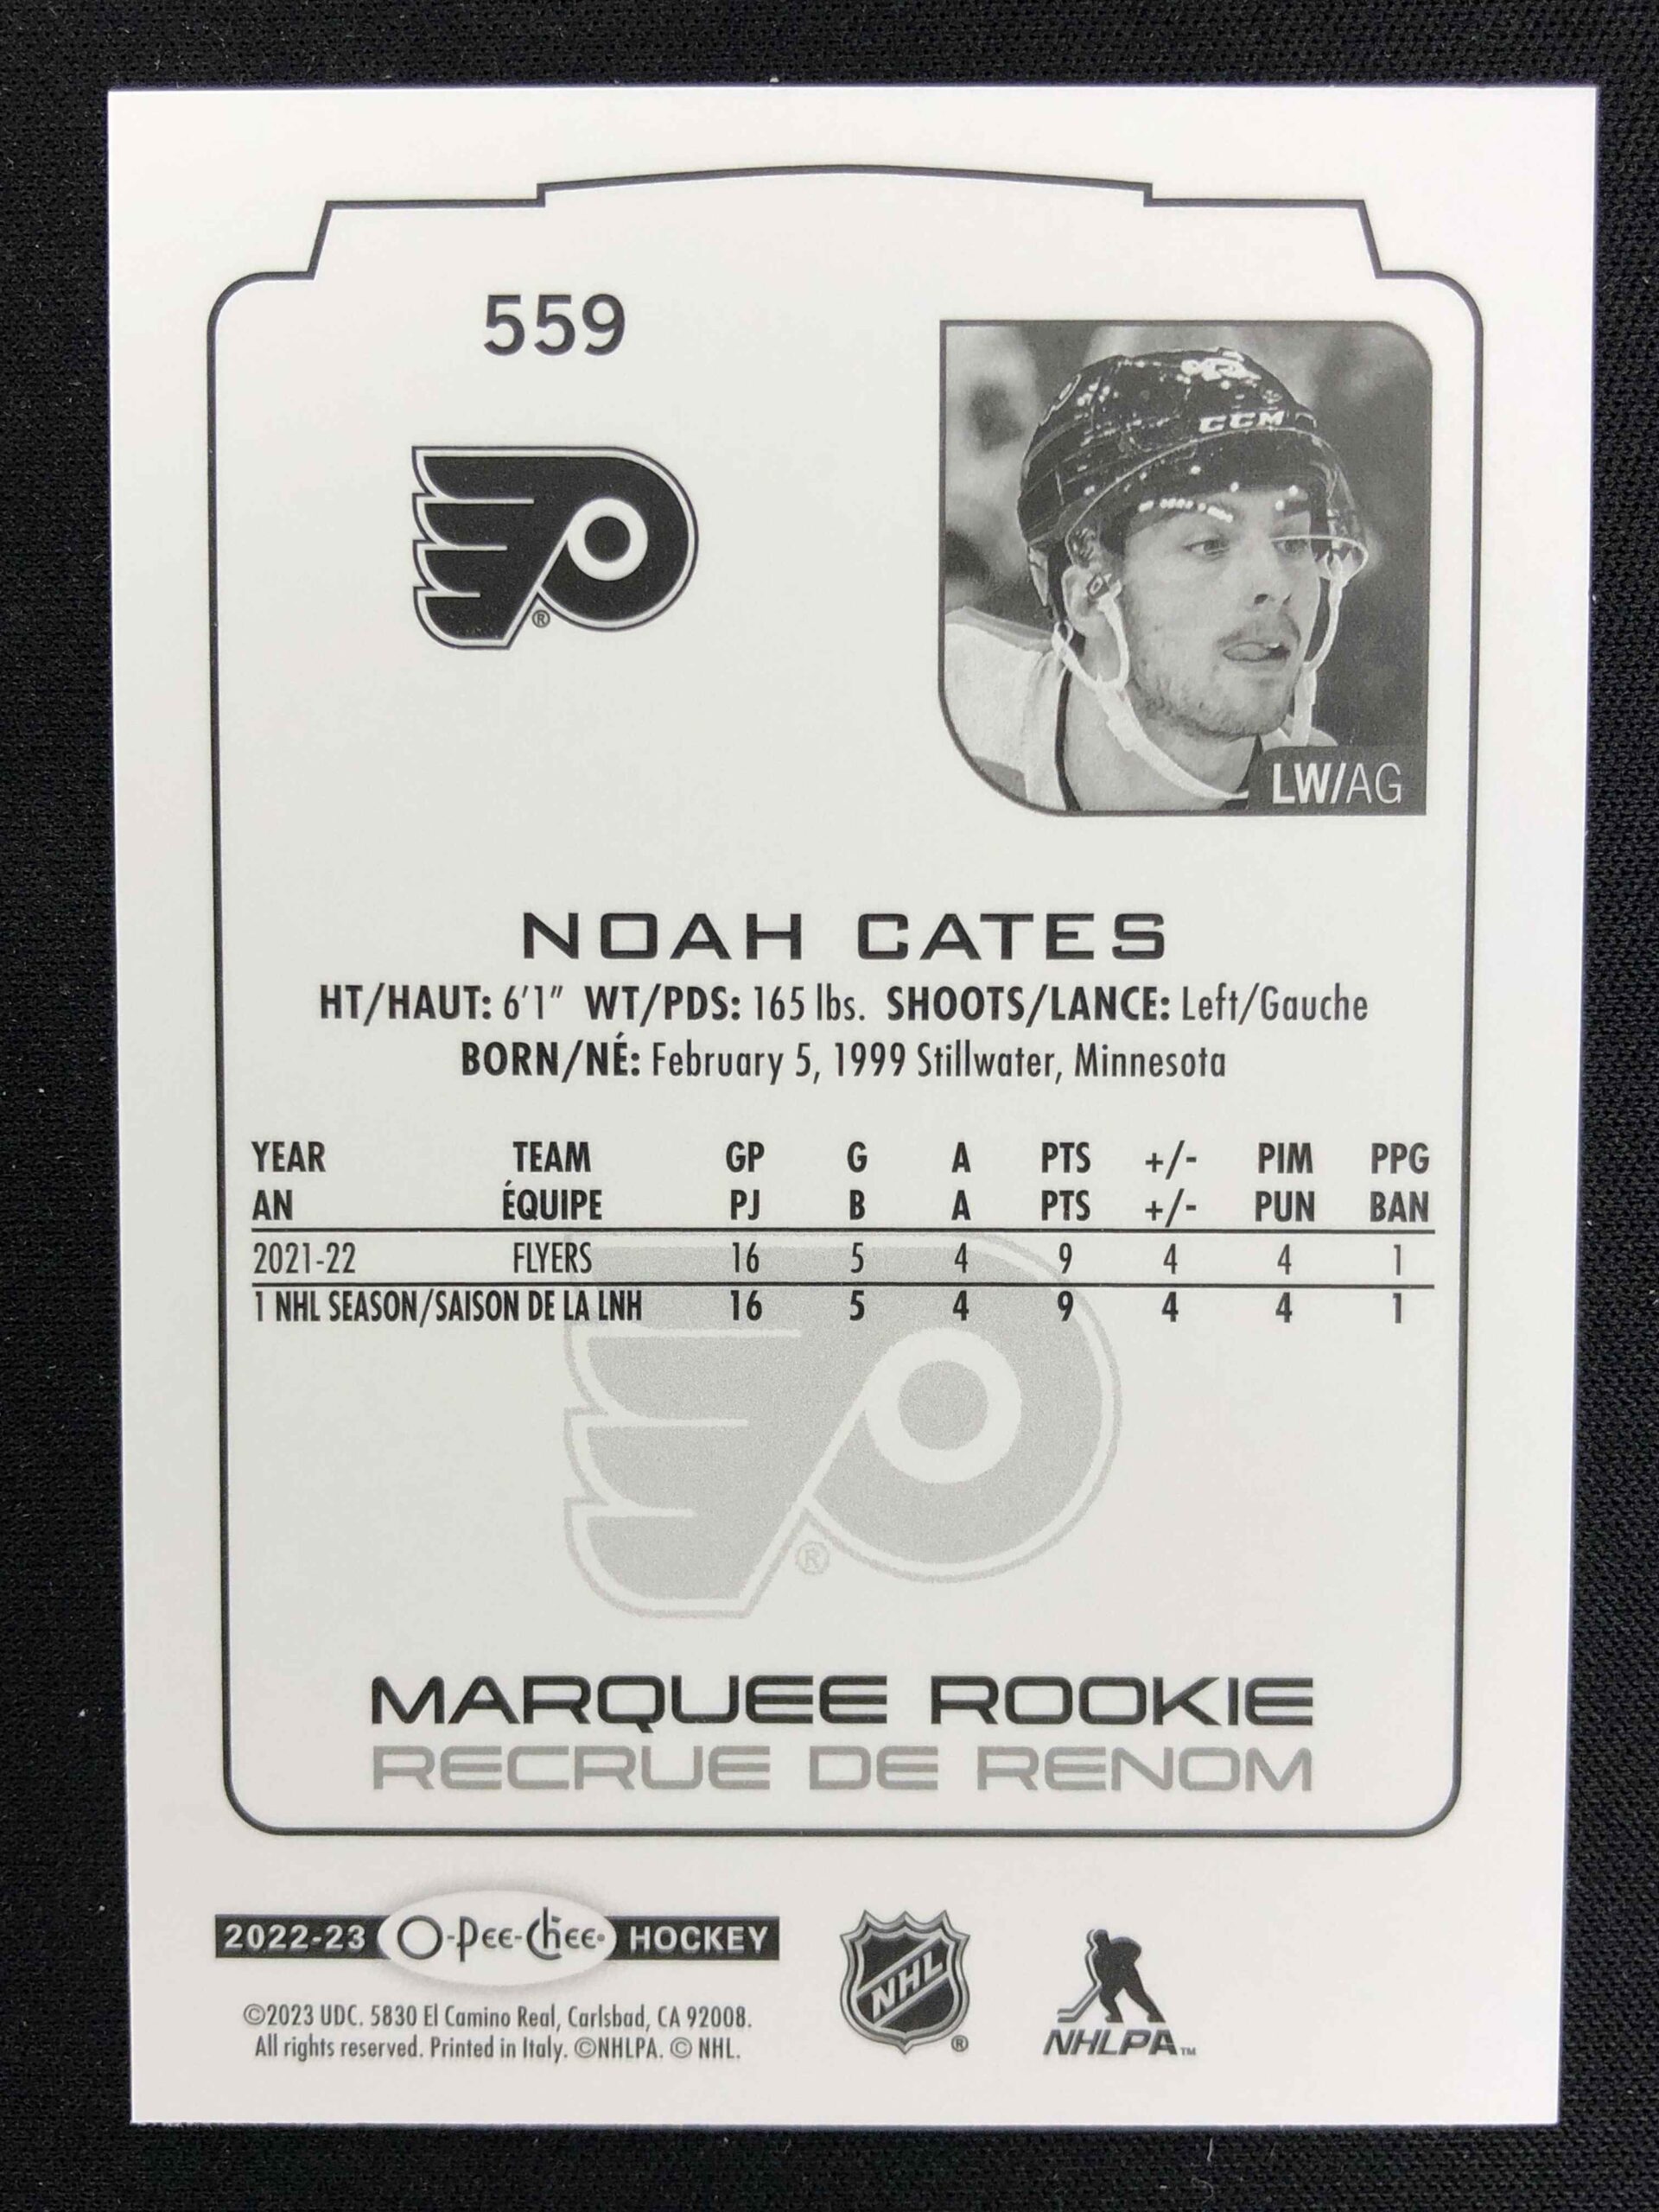 559
CCM
®
LW/AG
NOAH CATES
HT/HAUT: 6'1" WT/PDS: 165 lbs. SHOOTS/LANCE: Left/Gauche
BORN/NÉ: February 5, 1999 Stillwater, Minnesota
YEAR TEAM GP G A PTS +/- PIM PPG
AN ÉQUIPE PJ B A PTS +/- PUN BAN
2021-22 FLYERS 16 5 4 9 4 4 1
1 NHL SEASON/SAISON DE LA LNH 16 5 4 9 4 4 1
®
MARQUEE ROOKIE
RECRUE DE RENOM
2022-23 O-Pee-Chee HOCKEY
NHL ®
NHLPA™
©2023 UDC. 5830 El Camino Real, Carlsbad, CA 92008.
All rights reserved. Printed in Italy. ©NHLPA. © NHL.